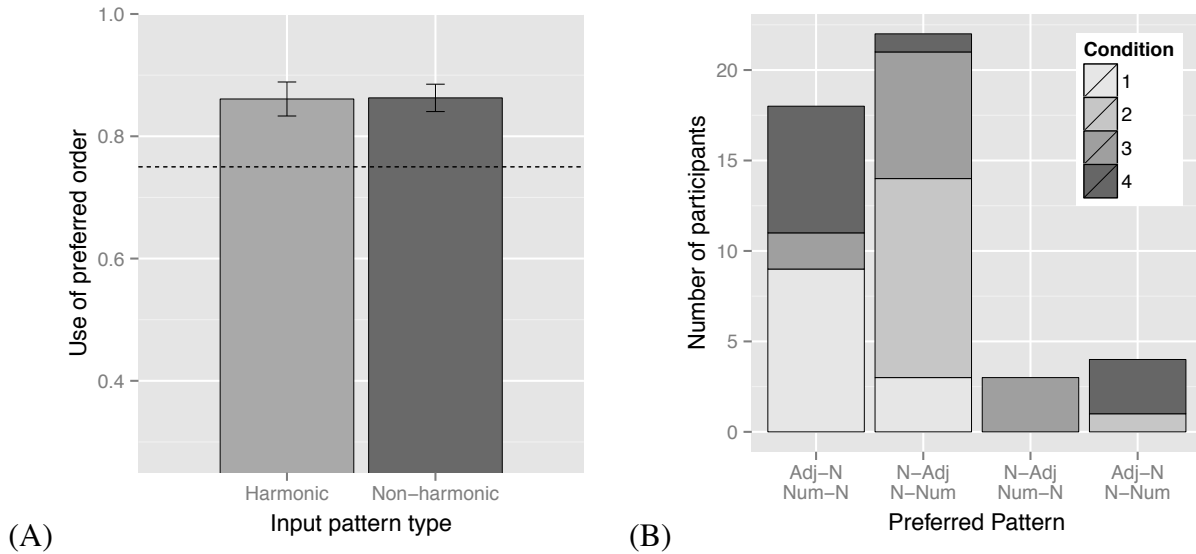 1.0
0.8
0.6
0.4
Use of preferred order
Harmonic
Non−harmonic
Input pattern type
(A)
20
15
10
5
0
Number of participants
Condition
1
2
3
4
Adj−N
Num−N
N−Adj
N−Num
N−Adj
Num−N
Adj−N
N−Num
Preferred Pattern
(B)